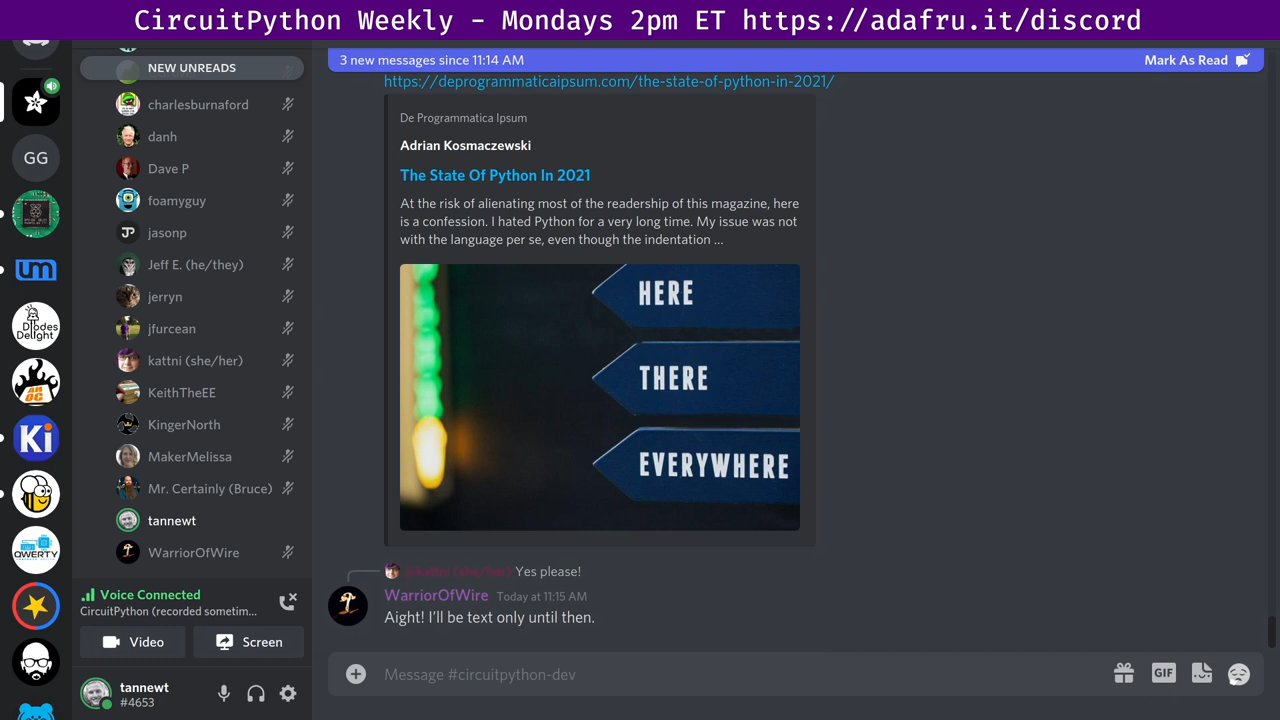 CircuitPython Weekly - Mondays 2pm ET https://adafru.it/discord
NEW UNREADS
charlesburnaford
danh
Dave P
foamyguy
jasonp
Jeff E. (he/they)
jerryn
jfurcean
kattni (she/her)
KeithTheEE
KingerNorth
MakerMelissa
Mr. Certainly (Bruce)
tannewt
WarriorOfWire
Voice Connected
CircuitPython (recorded sometim...
Video
Screen
tannewt
#4653
GG
JP
um
Diodes
Delight
AHOC
Ki
QWERTY
3 new messages since 11:14 AM
Mark As Read
https://deprogrammaticaipsum.com/the-state-of-python-in-2021/
De Programmatica Ipsum
Adrian Kosmaczewski
The State Of Python In 2021
At the risk of alienating most of the readership of this magazine, here
is a confession. I hated Python for a very long time. My issue was not
with the language per se, even though the indentation ...
HERE
THERE
EVERYWHERE
@kattni (she/her) Yes please!
WarriorOfWire Today at 11:15 AM
Aight! I'll be text only until then.
Message #circuitpython-dev
GIF